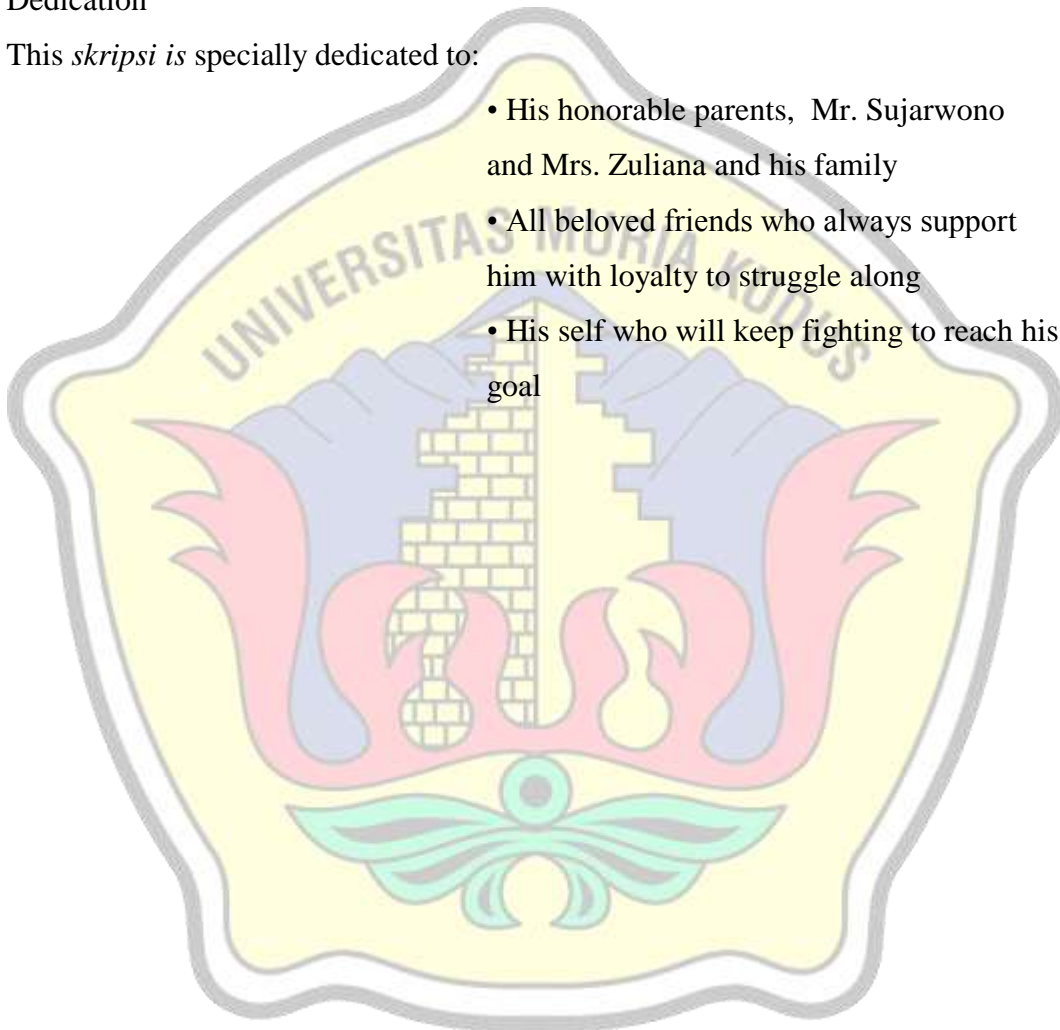 Dedication
This skripsi is specially dedicated to:
• His honorable parents, Mr. Sujarwono
and Mrs. Zuliana and his family
• All beloved friends who always support
him with loyalty to struggle along
• His self who will keep fighting to reach his
goal
UNIVERSITAS MURIA KUDUS